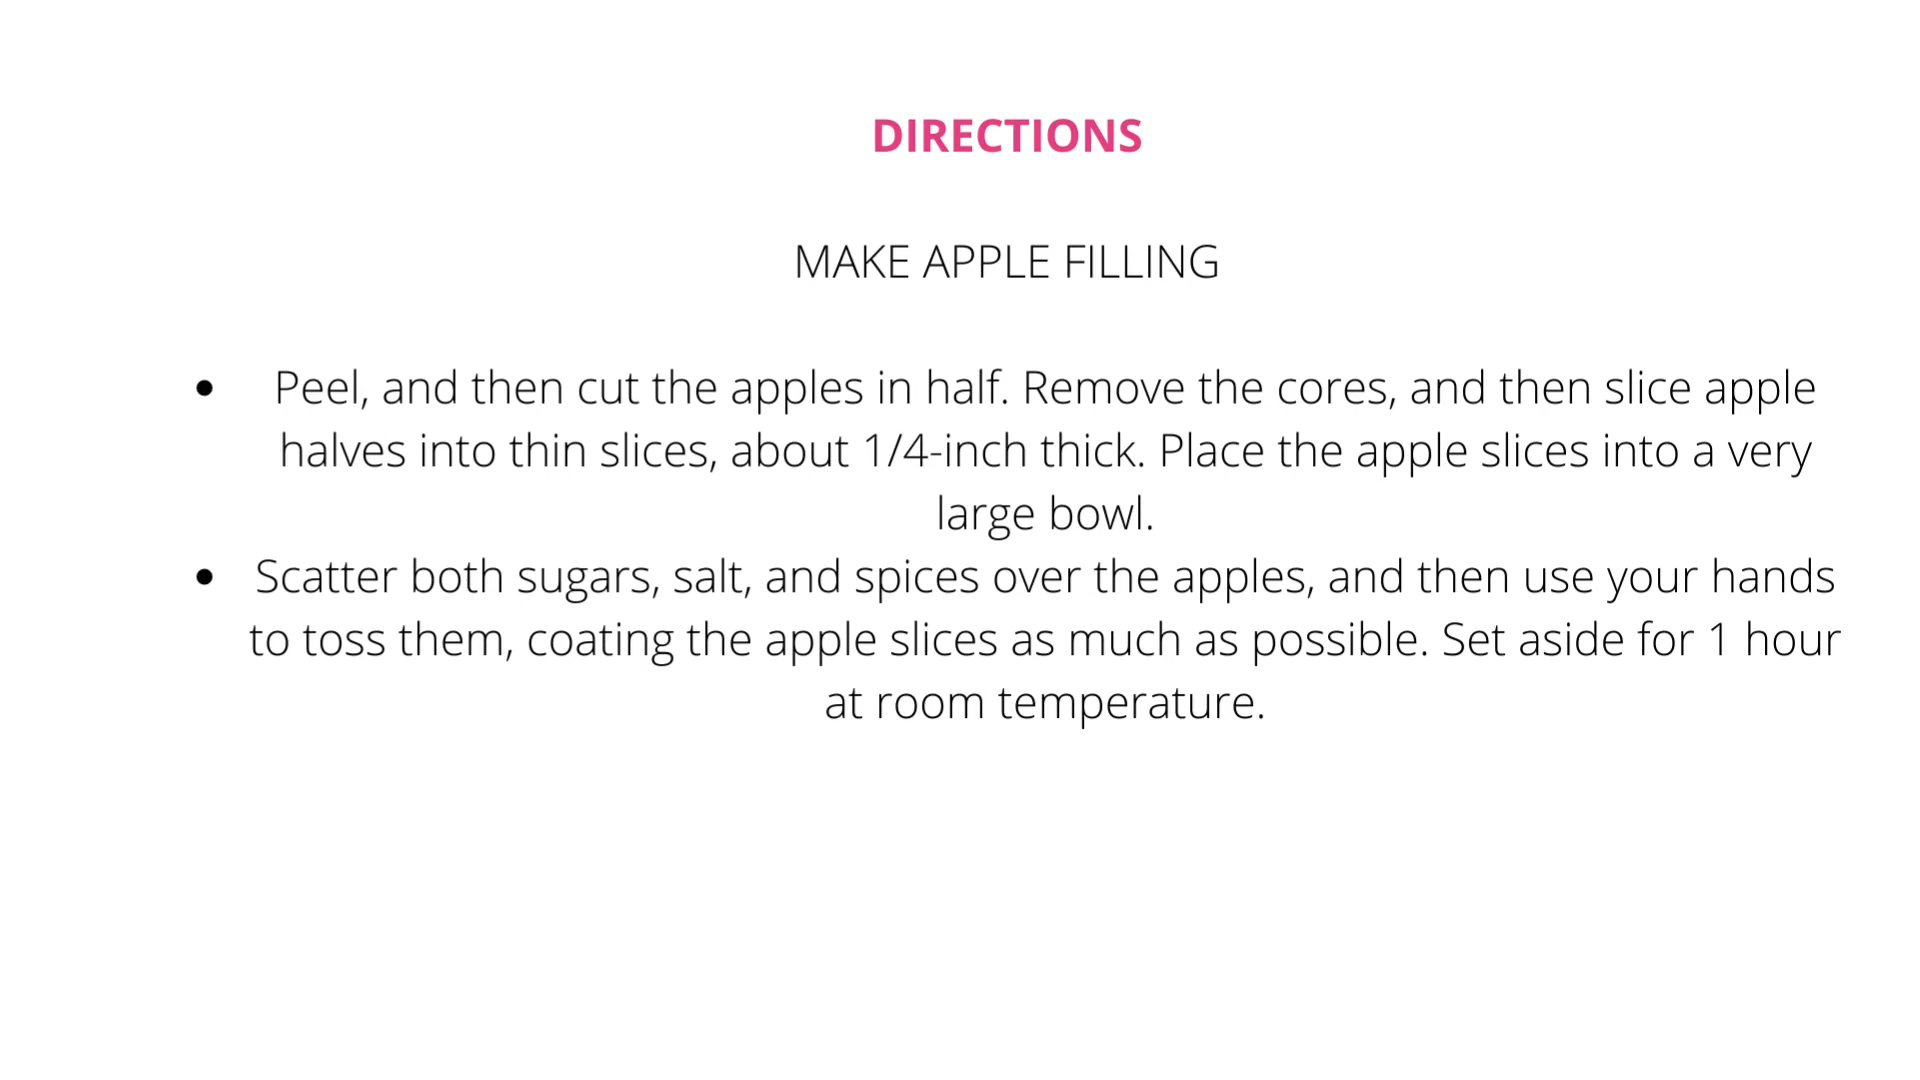 DIRECTIONS
MAKE APPLE FILLING
• Peel, and then cut the apples in half. Remove the cores, and then slice apple
halves into thin slices, about 1/4-inch thick. Place the apple slices into a very
large bowl.
• Scatter both sugars, salt, and spices over the apples, and then use your hands
to toss them, coating the apple slices as much as possible. Set aside for 1 hour
at room temperature.